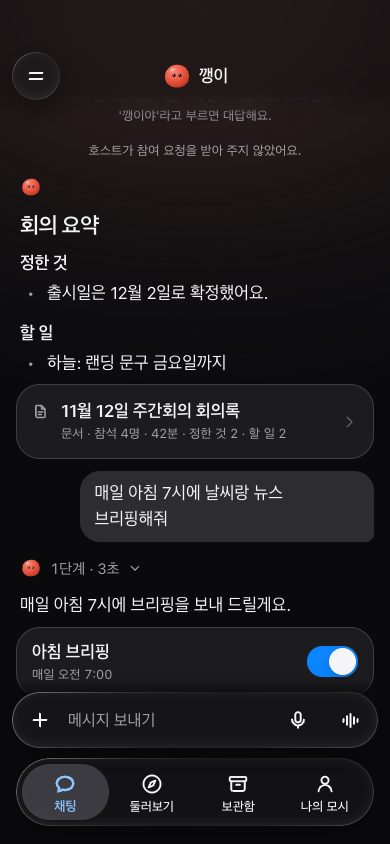 깽이
'깽이야'라고 부르면 대답해요.
호스트가 참여 요청을 받아 주지 않았어요.
회의 요약
정한 것
• 출시일은 12월 2일로 확정했어요.
할 일
• 하늘: 랜딩 문구 금요일까지
11월 12일 주간회의 회의록
문서 · 참석 4명 · 42분 · 정한 것 2 · 할 일 2
매일 아침 7시에 날씨랑 뉴스
브리핑해줘
1단계 · 3초
매일 아침 7시에 브리핑을 보내 드릴게요.
아침 브리핑
매일 오전 7:00
메시지 보내기
채팅
둘러보기
보관함
나의 모시